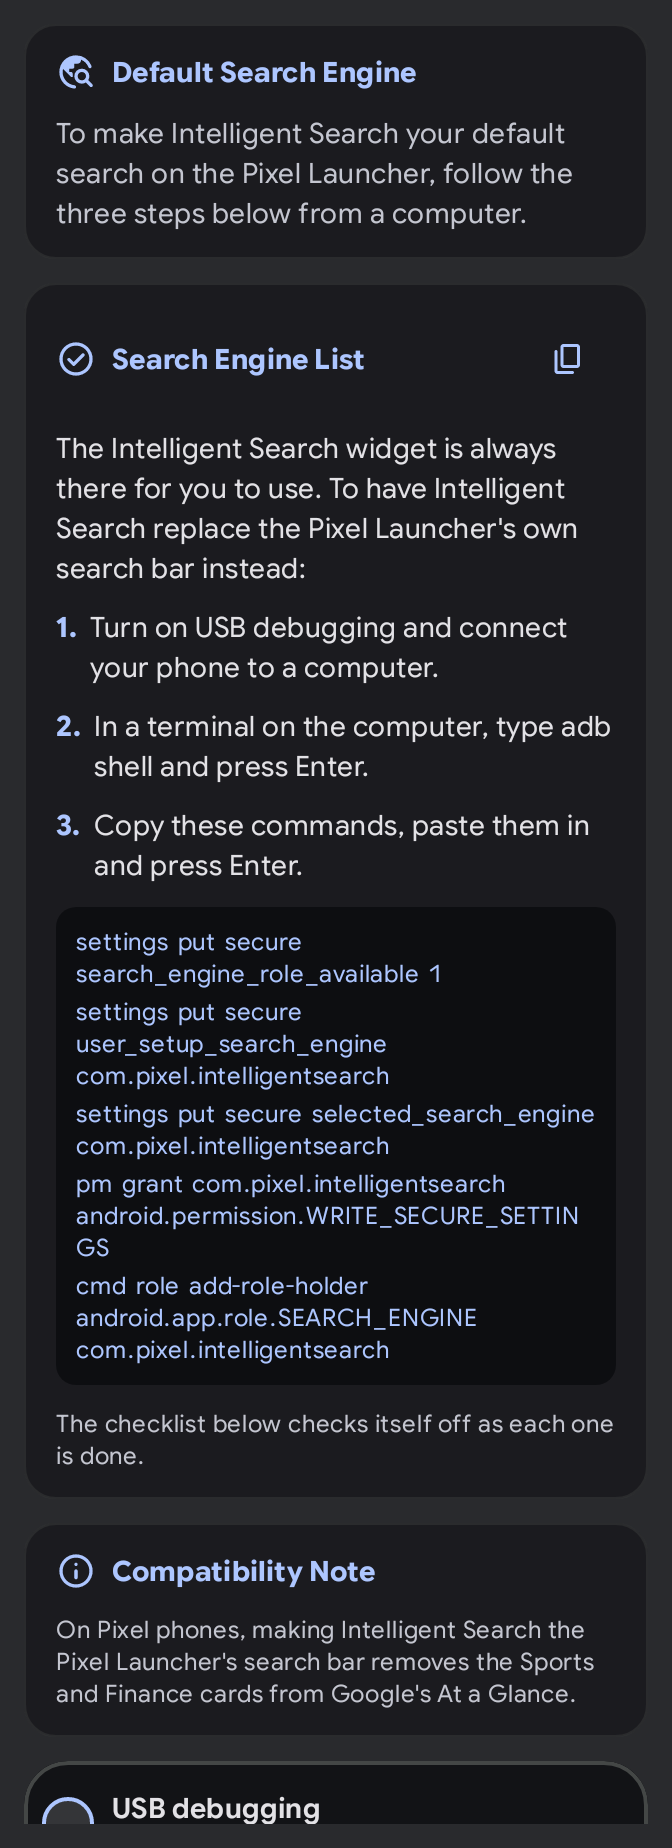 Default Search Engine
To make Intelligent Search your default
search on the Pixel Launcher, follow the
three steps below from a computer.
Search Engine List
The Intelligent Search widget is always
there for you to use. To have Intelligent
Search replace the Pixel Launcher's own
search bar instead:
1. Turn on USB debugging and connect
your phone to a computer.
2. In a terminal on the computer, type adb
shell and press Enter.
3. Copy these commands, paste them in
and press Enter.
settings put secure
search_engine_role_available 1
settings put secure
user_setup_search_engine
com.pixel.intelligentsearch
settings put secure selected_search_engine
com.pixel.intelligentsearch
pm grant com.pixel.intelligentsearch
android.permission.WRITE_SECURE_SETTIN
GS
cmd role add-role-holder
android.app.role.SEARCH_ENGINE
com.pixel.intelligentsearch
The checklist below checks itself off as each one
is done.
Compatibility Note
On Pixel phones, making Intelligent Search the
Pixel Launcher's search bar removes the Sports
and Finance cards from Google's At a Glance.
USB debugging